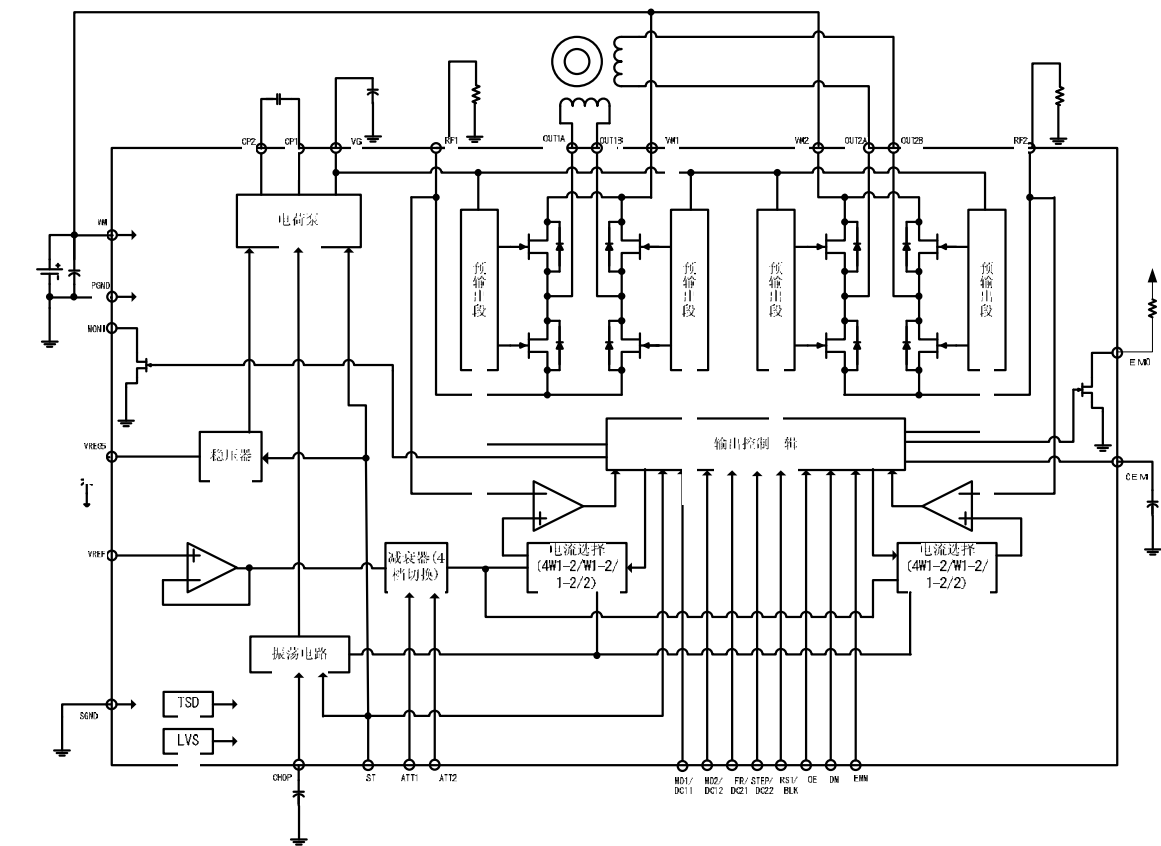 CP2
CP1
VG
RF1
OUT1A
OUT1B
VM1
VM2
OUT2A
OUT2B
RF2
电荷泵
VM
PGND
预输出段
预输出段
预输出段
预输出段
MONI
EMO
输出控制 辑
VREG5
稳压器
CEM
VREF
减衰器(4
档切换)
电流选择
(4W1-2/W1-2/
1-2/2)
电流选择
(4W1-2/W1-2/
1-2/2)
振荡电路
TSD
SGND
LVS
CHOP
ST
ATT1
ATT2
MD1/
DC11
MD2/
DC12
FR/
DC21
STEP/
DC22
RST/
BLK
OE
DM
EMM